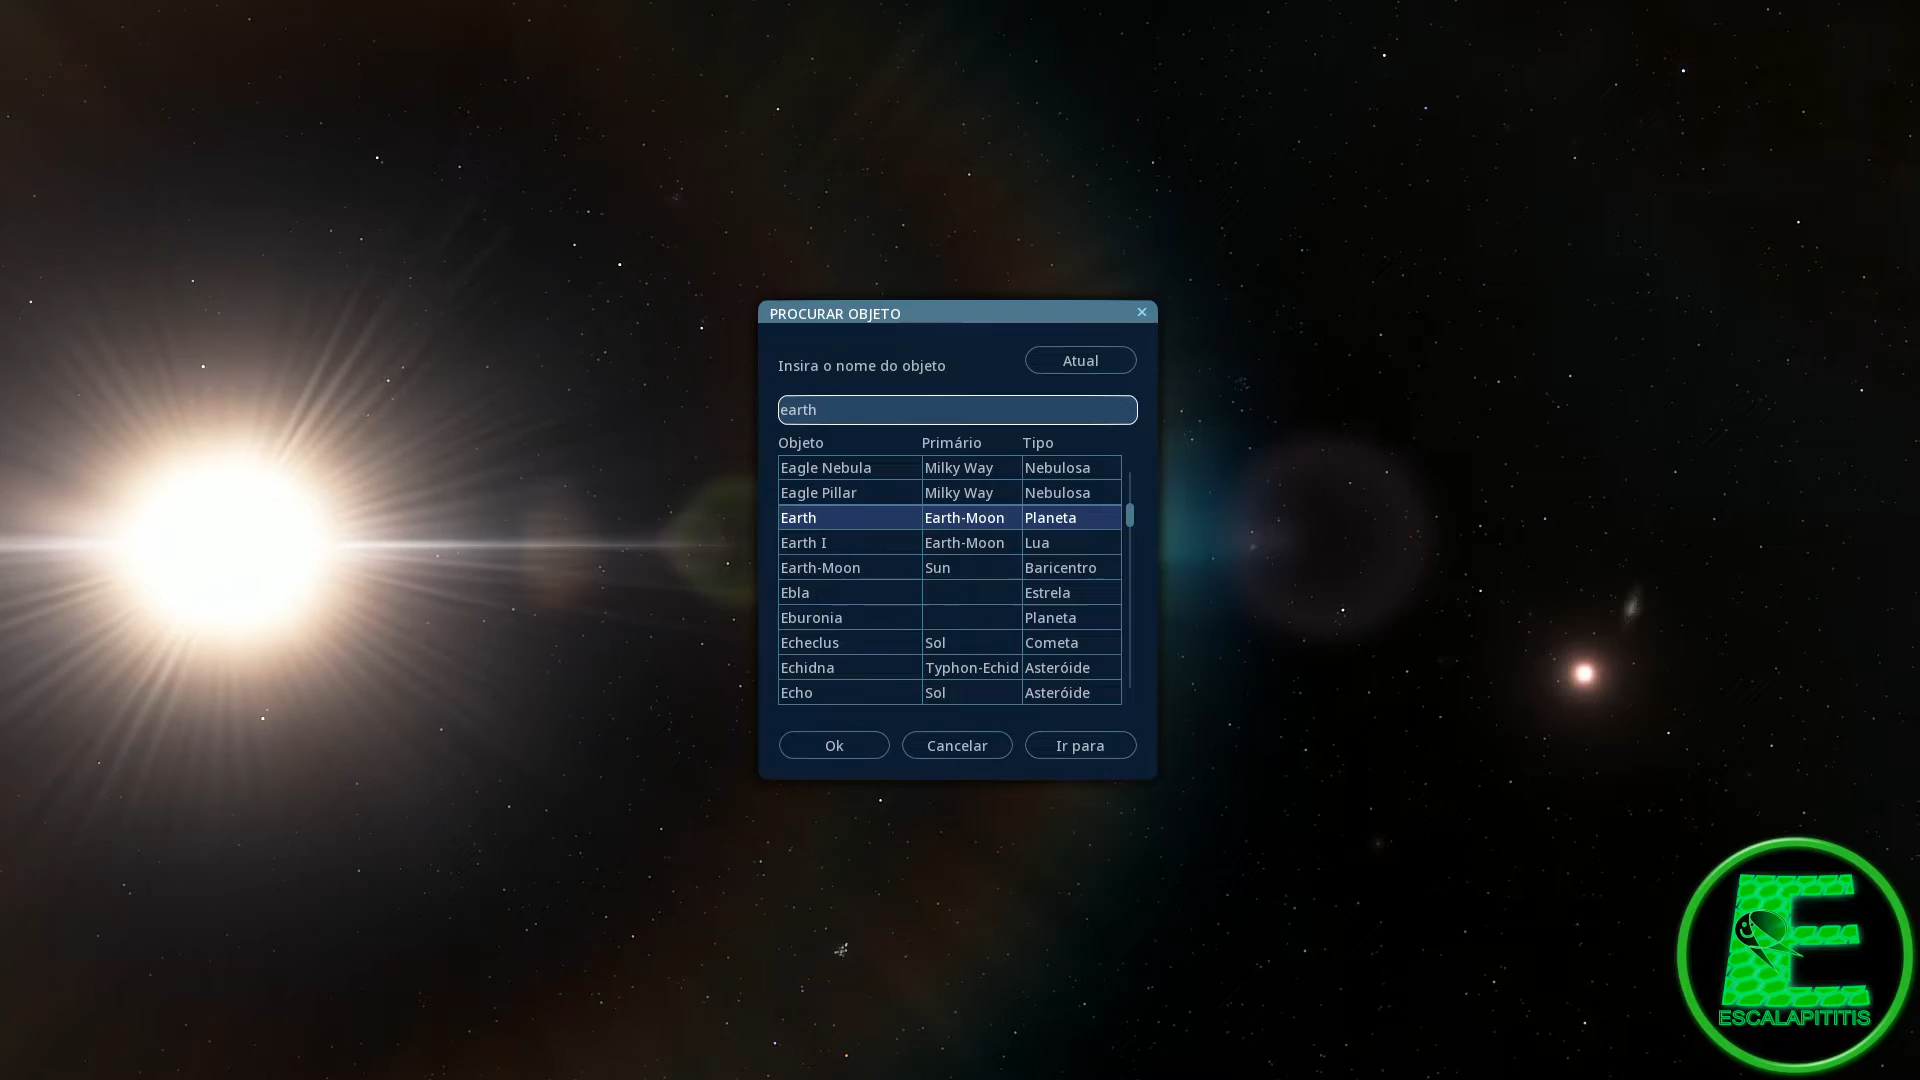 PROCURAR OBJETO
Insira o nome do objeto Atual
earth
Objeto Primário Tipo
Eagle Nebula Milky Way Nebulosa
Eagle Pillar Milky Way Nebulosa
Earth Earth-Moon Planeta
Earth I Earth-Moon Lua
Earth-Moon Sun Baricentro
Ebla Estrela
Eburonia Planeta
Echeclus Sol Cometa
Echidna Typhon-Echid Asteróide
Echo Sol Asteróide
Ok Cancelar Ir para
E
ESCALAPITITIS